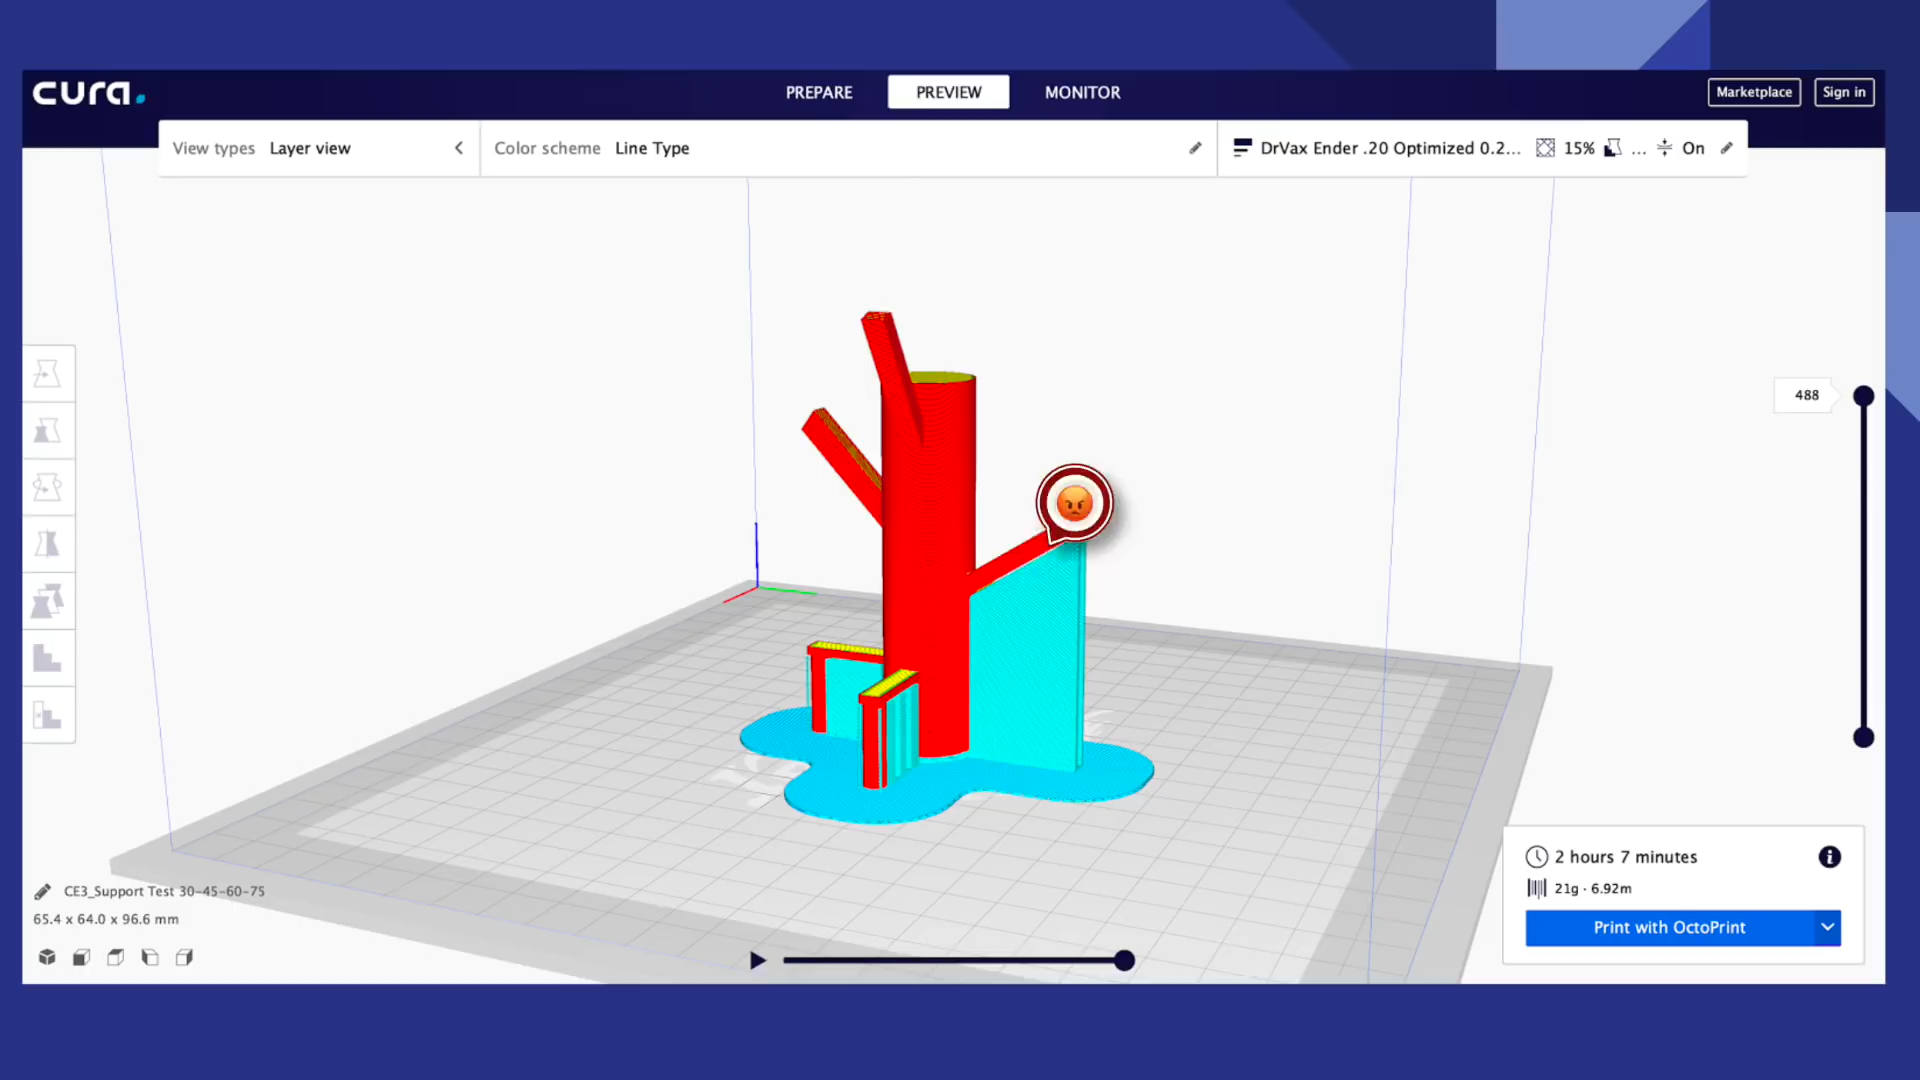 cura.
PREPARE PREVIEW MONITOR
Marketplace Sign in
View types Layer view
Color scheme Line Type
DrVax Ender .20 Optimized 0.2... 15% ... On
488
2 hours 7 minutes
21g · 6.92m
Print with OctoPrint
CE3_Support Test 30-45-60-75
65.4 x 64.0 x 96.6 mm